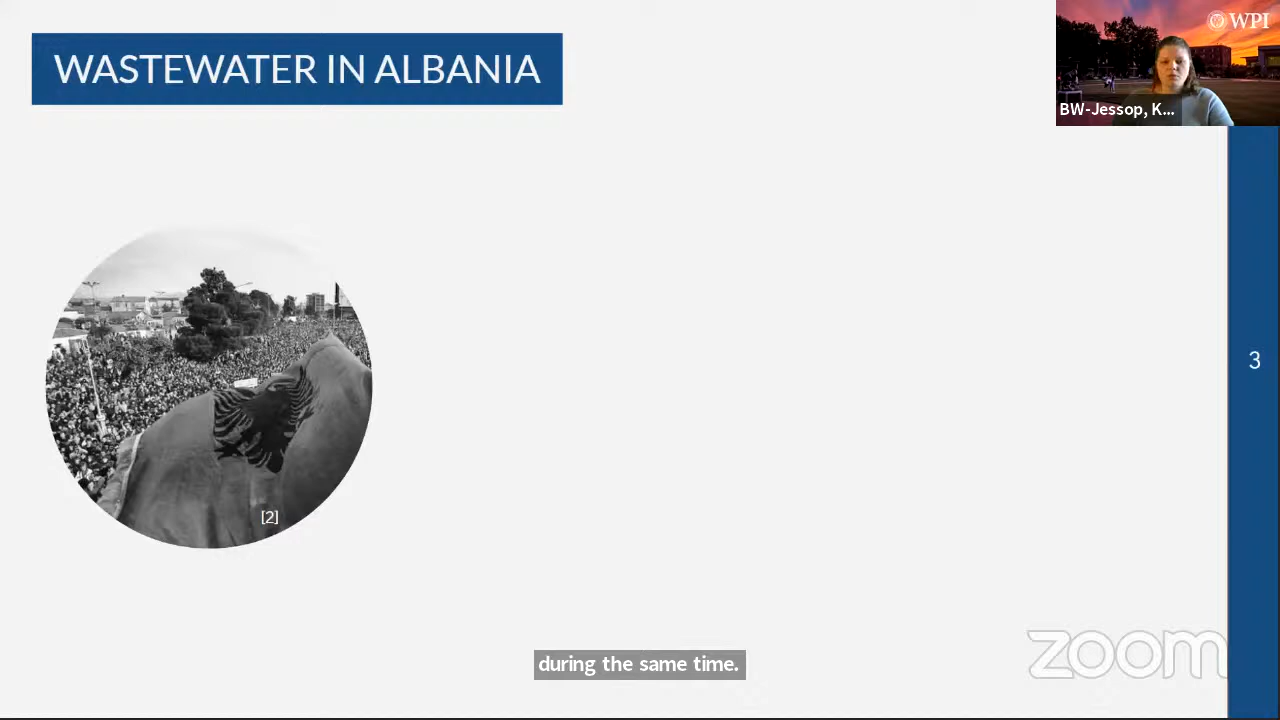 WASTEWATER IN ALBANIA
WPI
BW-Jessop, K...
3
[2]
during the same time.
zoom